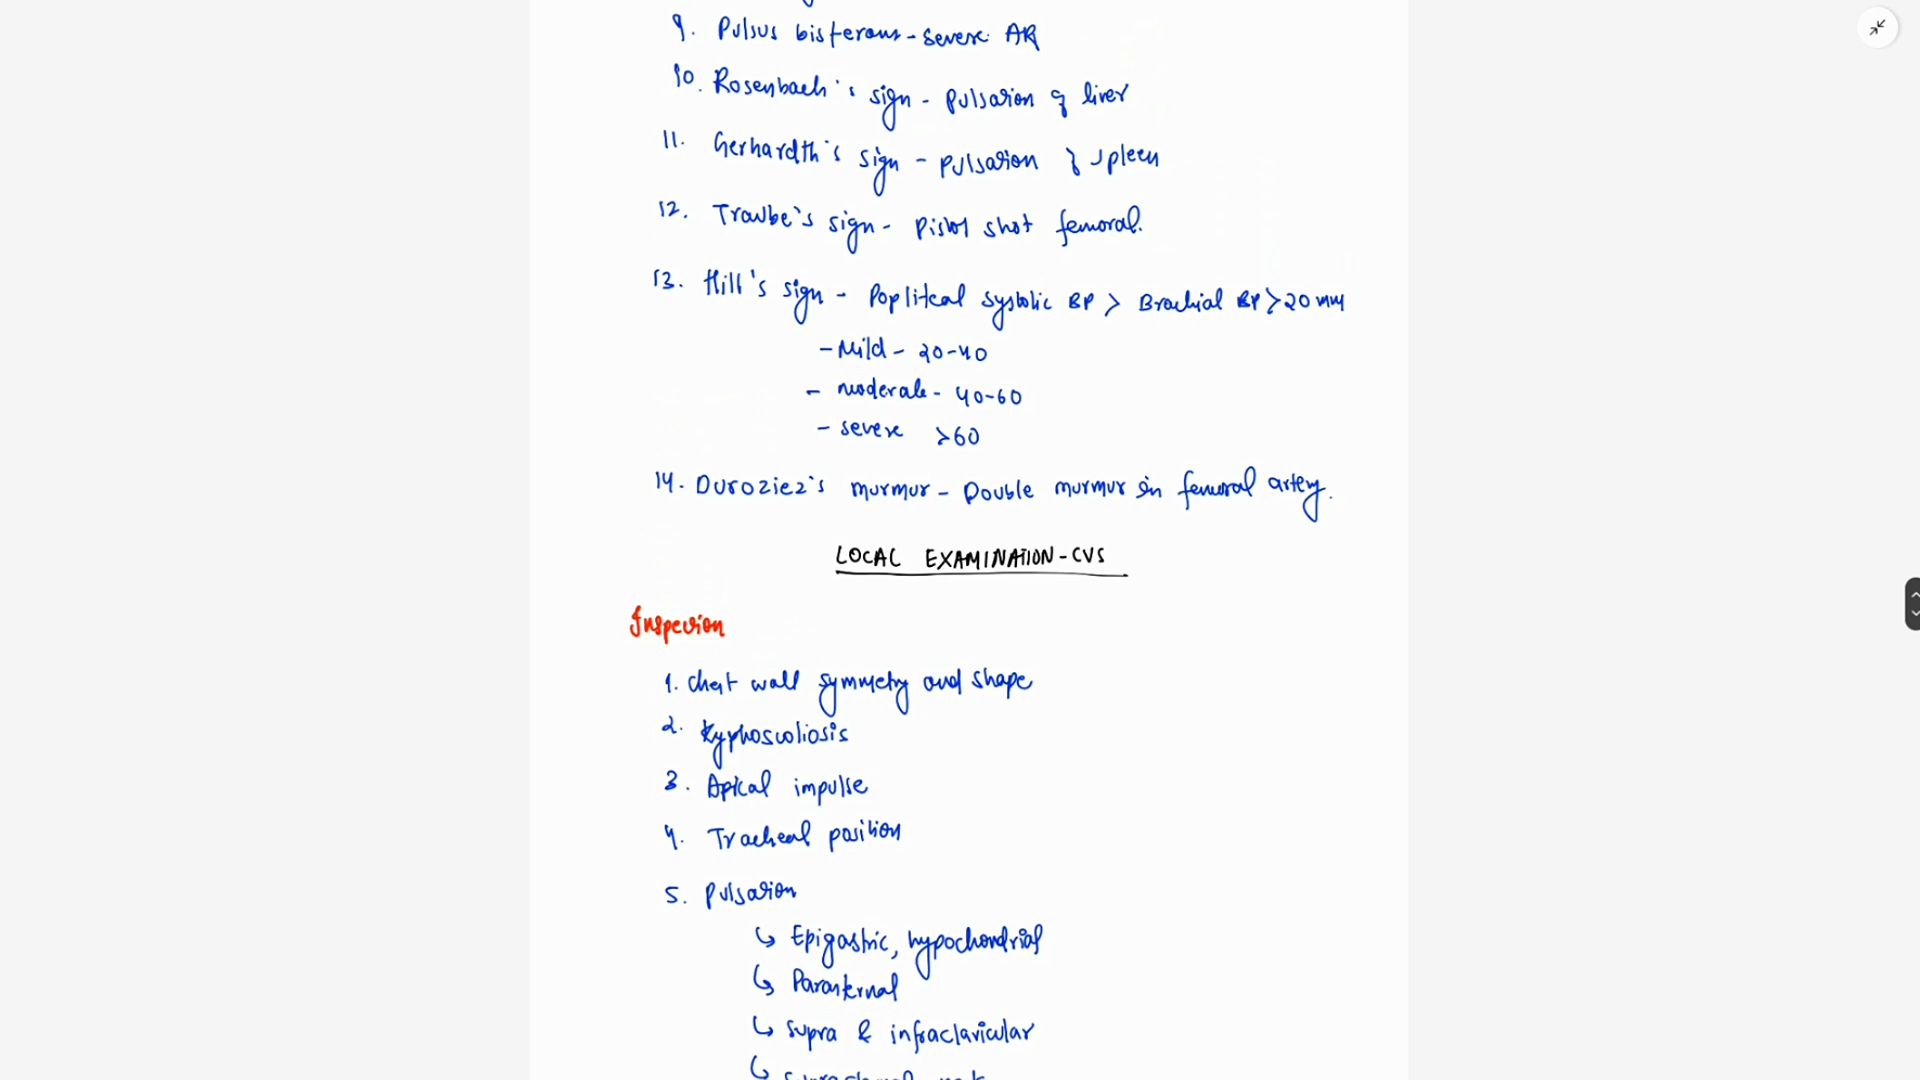 9. Pulsus bisferous - severe AR
10. Rosenbach's sign - pulsation of liver
11. Gerhardth's sign - pulsation of spleen
12. Traube's sign - Pistol shot femoral.
13. Hill's sign - Popliteal systolic BP > Brachial BP > 20 mm
- Mild - 20-40
- moderate - 40-60
- severe >60
14. Duroziez's murmur - Double murmur in femoral artery.
LOCAL EXAMINATION - CVS
Inspection
1. Chest wall symmetry and shape
2. Kyphoscoliosis
3. Apical impulse
4. Tracheal position
5. Pulsation
↳ Epigastric, hypochondrial
↳ Parasternal
↳ Supra & infraclavicular
↳